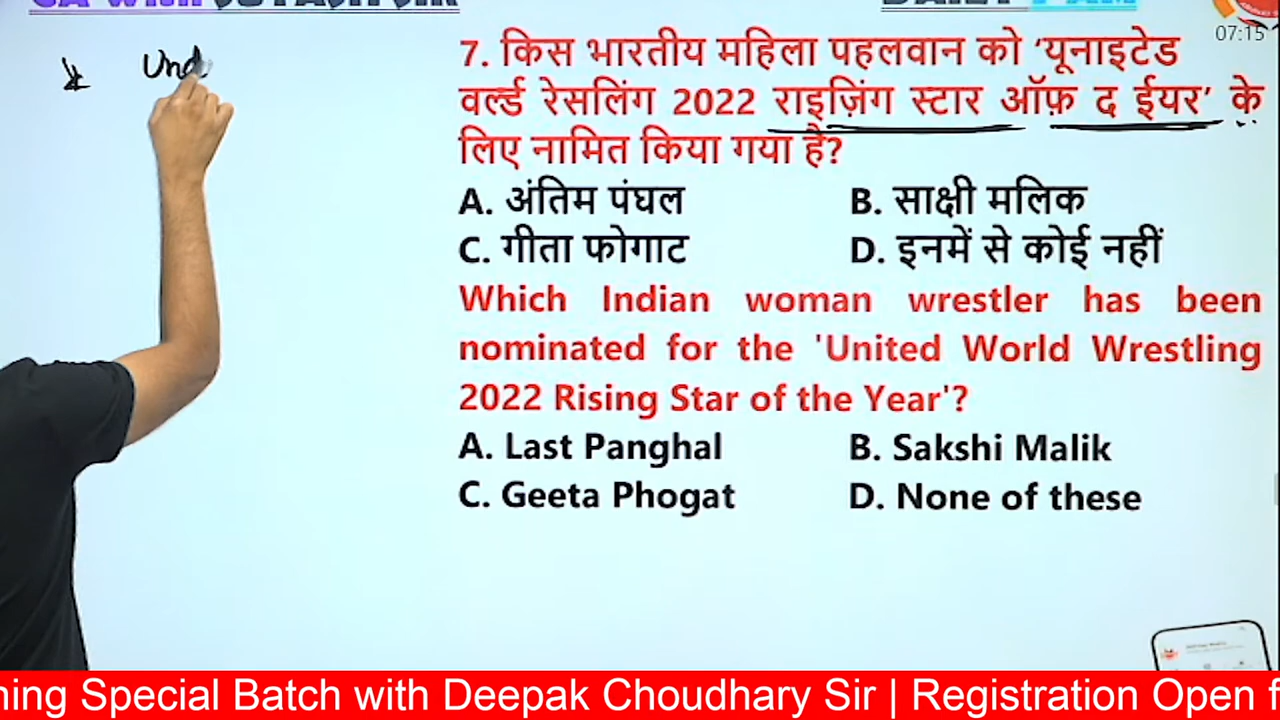 07:15
Und
7. किस भारतीय महिला पहलवान को ‘यूनाइटेड
वर्ल्ड रेसलिंग 2022 राइज़िंग स्टार ऑफ़ द ईयर’ के
लिए नामित किया गया है?
A. अंतिम पंघल B. साक्षी मलिक
C. गीता फोगाट D. इनमें से कोई नहीं
Which Indian woman wrestler has been
nominated for the 'United World Wrestling
2022 Rising Star of the Year'?
A. Last Panghal B. Sakshi Malik
C. Geeta Phogat D. None of these
Special Batch with Deepak Choudhary Sir | Registration Open